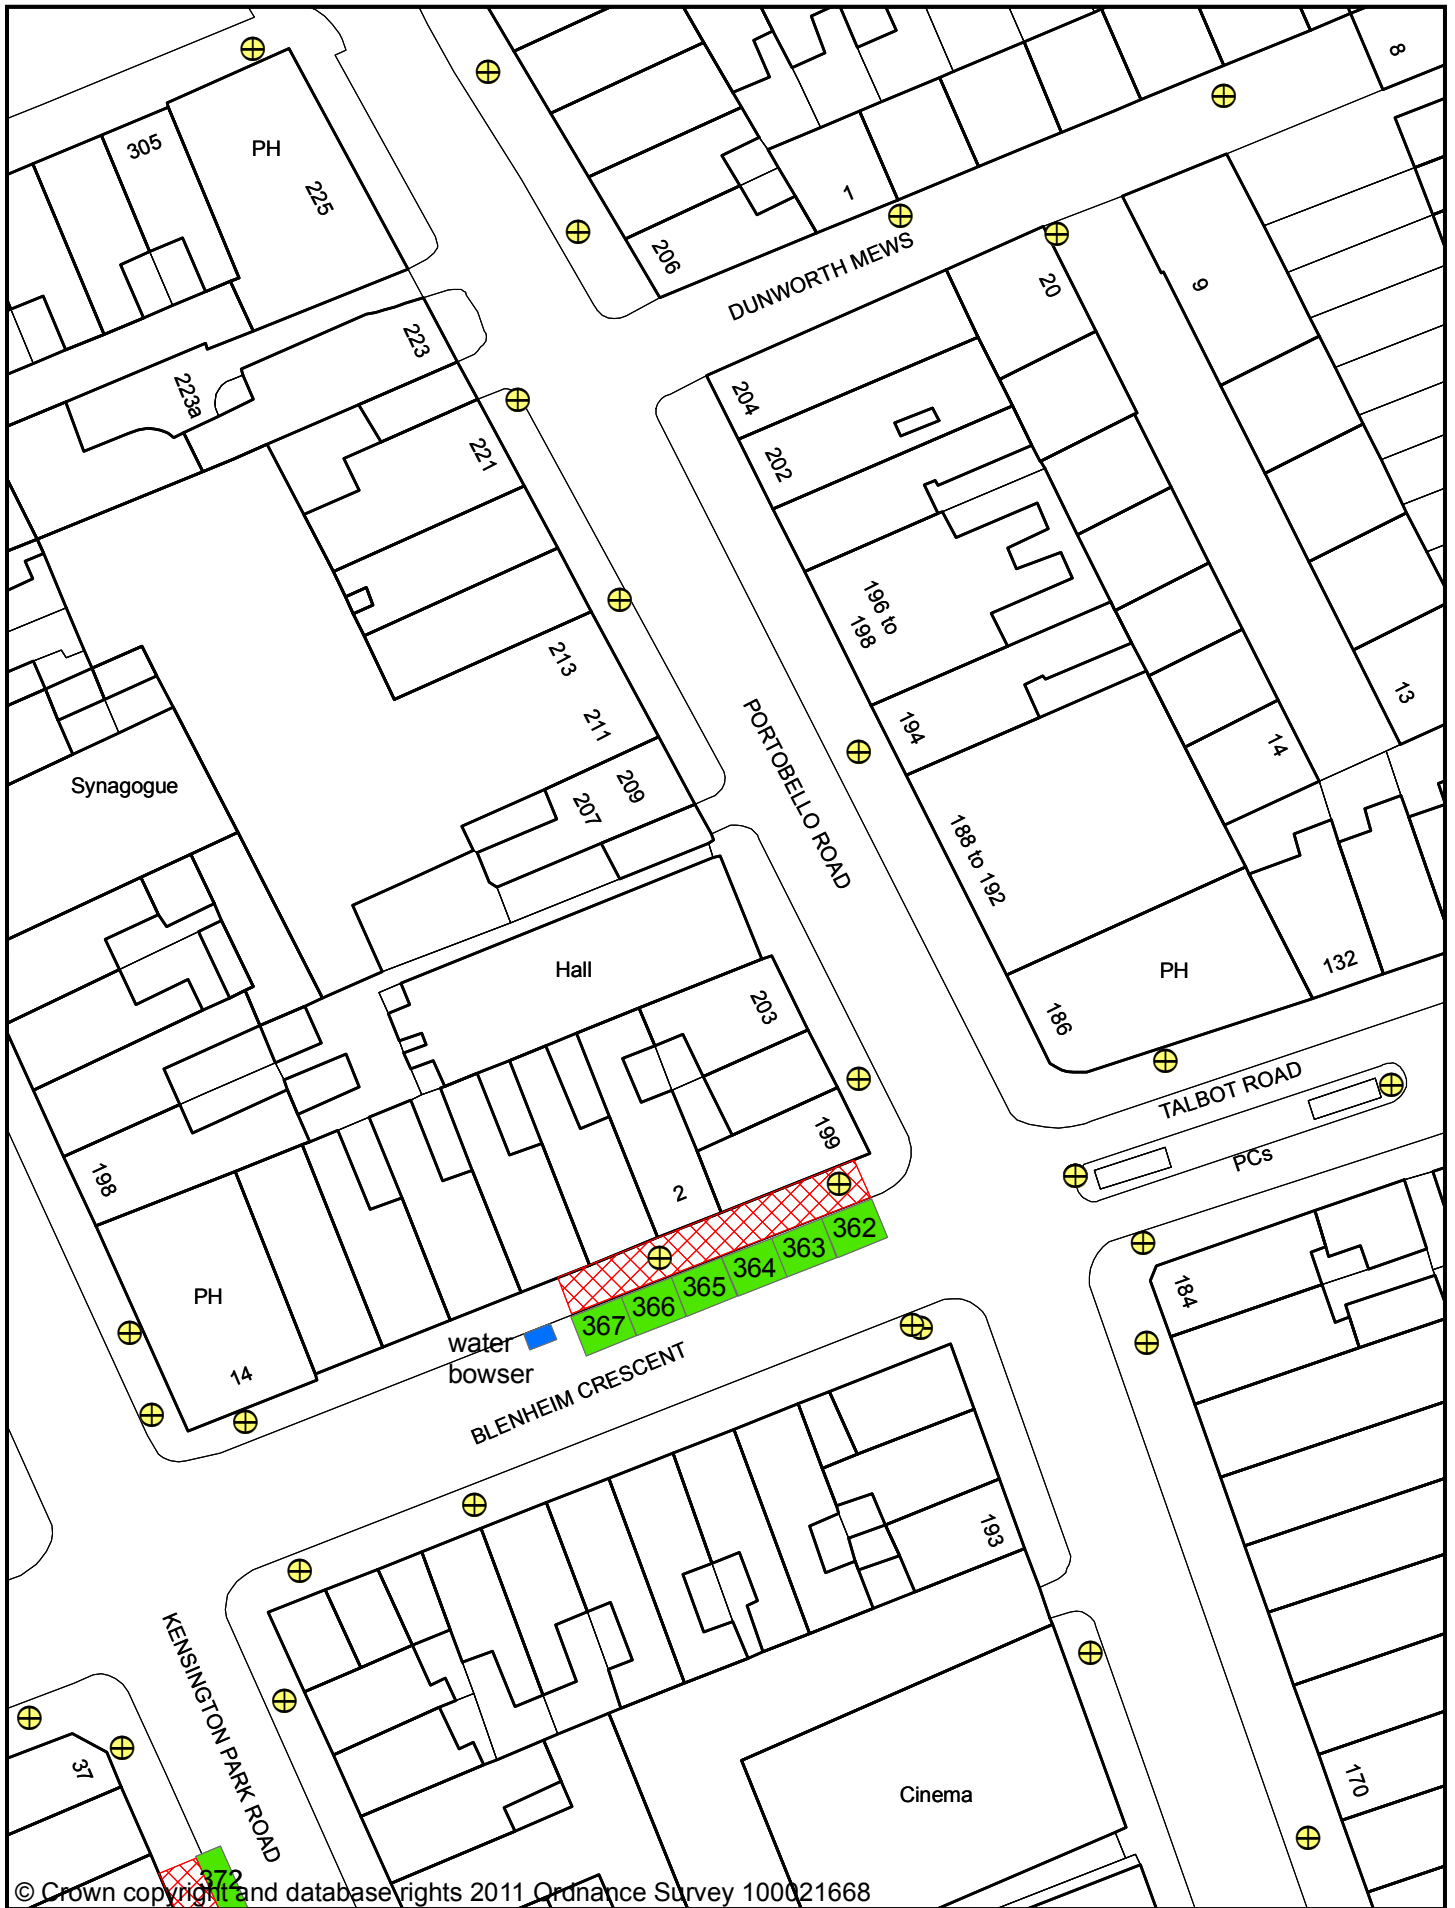 8
305
PH
225
1
206
DUNWORTH MEWS
20
9
223
223a
204
221
202
196 to
198
213
211
PORTOBELLO ROAD
194
13
14
Synagogue
209
207
188 to 192
Hall
203
PH
132
186
TALBOT ROAD
PCs
199
198
2
362
363
364
365
366
367
184
PH
water
bowser
BLENHEIM CRESCENT
14
193
KENSINGTON PARK ROAD
37
170
Cinema
372
© Crown copyright and database rights 2011 Ordnance Survey 100021668